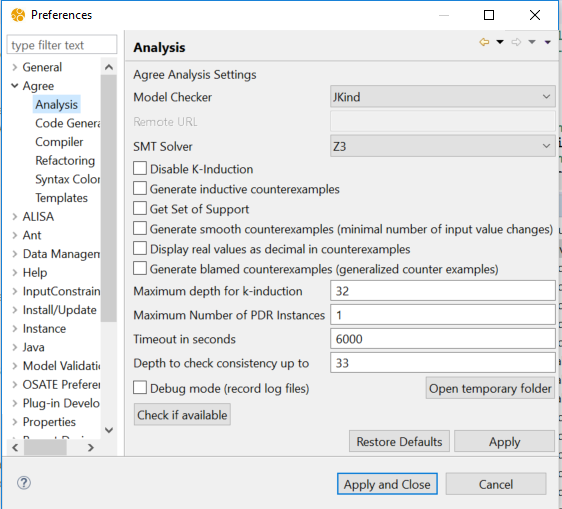 Preferences
type filter text
General
Agree
Analysis
Code Genera
Compiler
Refactoring
Syntax Color
Templates
ALISA
Ant
Data Managem
Help
InputConstrain
Install/Update
Instance
Java
Model Validatic
OSATE Preferer
Plug-in Develo
Properties
Analysis
Agree Analysis Settings
Model Checker
JKind
Remote URL
SMT Solver
Z3
Disable K-Induction
Generate inductive counterexamples
Get Set of Support
Generate smooth counterexamples (minimal number of input value changes)
Display real values as decimal in counterexamples
Generate blamed counterexamples (generalized counter examples)
Maximum depth for k-induction
32
Maximum Number of PDR Instances
1
Timeout in seconds
6000
Depth to check consistency up to
33
Debug mode (record log files)
Open temporary folder
Check if available
Restore Defaults
Apply
Apply and Close
Cancel